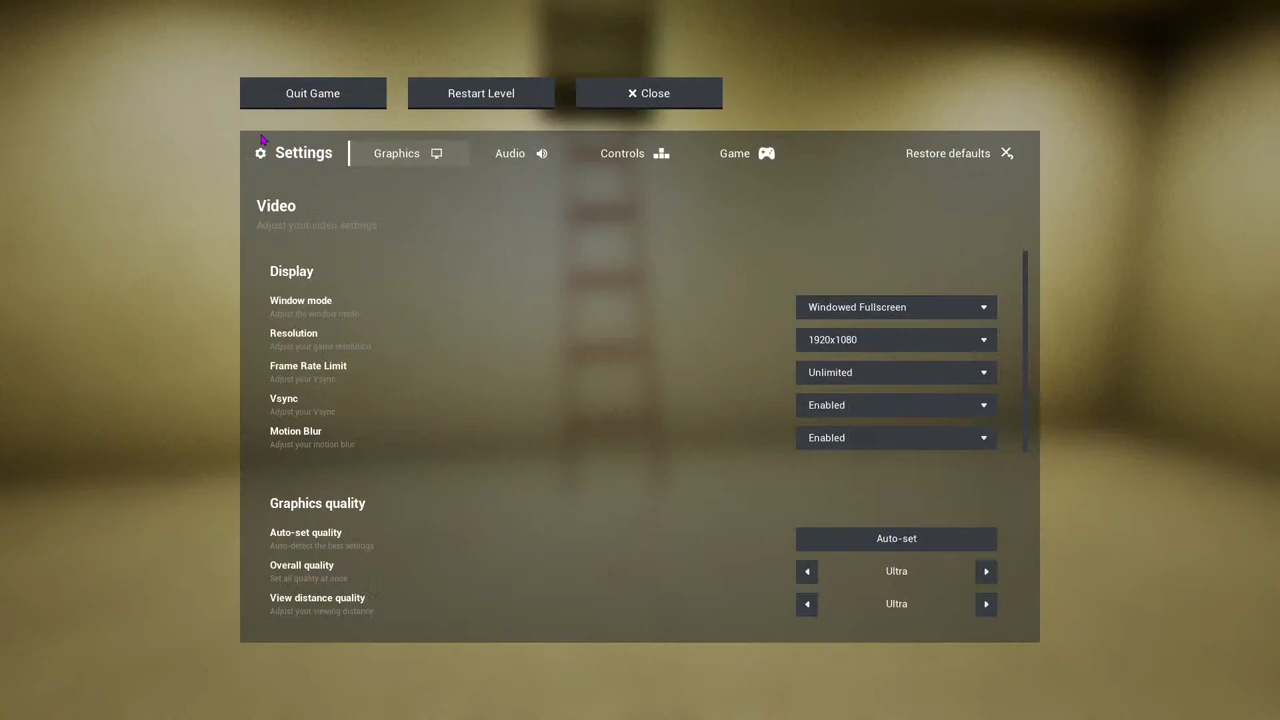 Quit Game
Restart Level
Close
Settings
Graphics
Audio
Controls
Game
Restore defaults
Video
Adjust your video settings
Display
Window mode
Adjust the window mode
Windowed Fullscreen
Resolution
Adjust your game resolution
1920x1080
Frame Rate Limit
Adjust your Vsync
Unlimited
Vsync
Adjust your Vsync
Enabled
Motion Blur
Adjust your motion blur
Enabled
Graphics quality
Auto-set quality
Auto-detect the best settings
Auto-set
Overall quality
Set all quality at once
Ultra
View distance quality
Adjust your viewing distance
Ultra